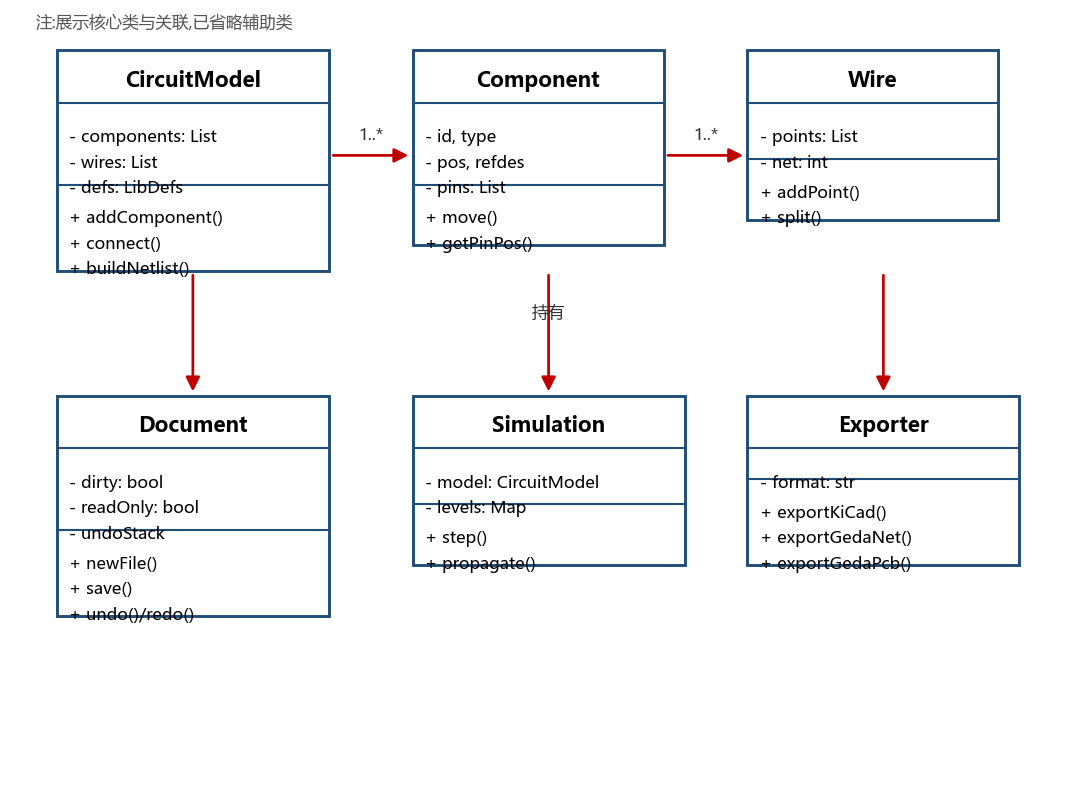 注:展示核心类与关联,已省略辅助类
CircuitModel
- components: List
- wires: List
- defs: LibDefs
+ addComponent()
+ connect()
+ buildNetlist()
1..*
Component
- id, type
- pos, refdes
- pins: List
+ move()
+ getPinPos()
1..*
Wire
- points: List
- net: int
+ addPoint()
+ split()
持有
Document
- dirty: bool
- readOnly: bool
- undoStack
+ newFile()
+ save()
+ undo()/redo()
Simulation
- model: CircuitModel
- levels: Map
+ step()
+ propagate()
Exporter
- format: str
+ exportKiCad()
+ exportGedaNet()
+ exportGedaPcb()